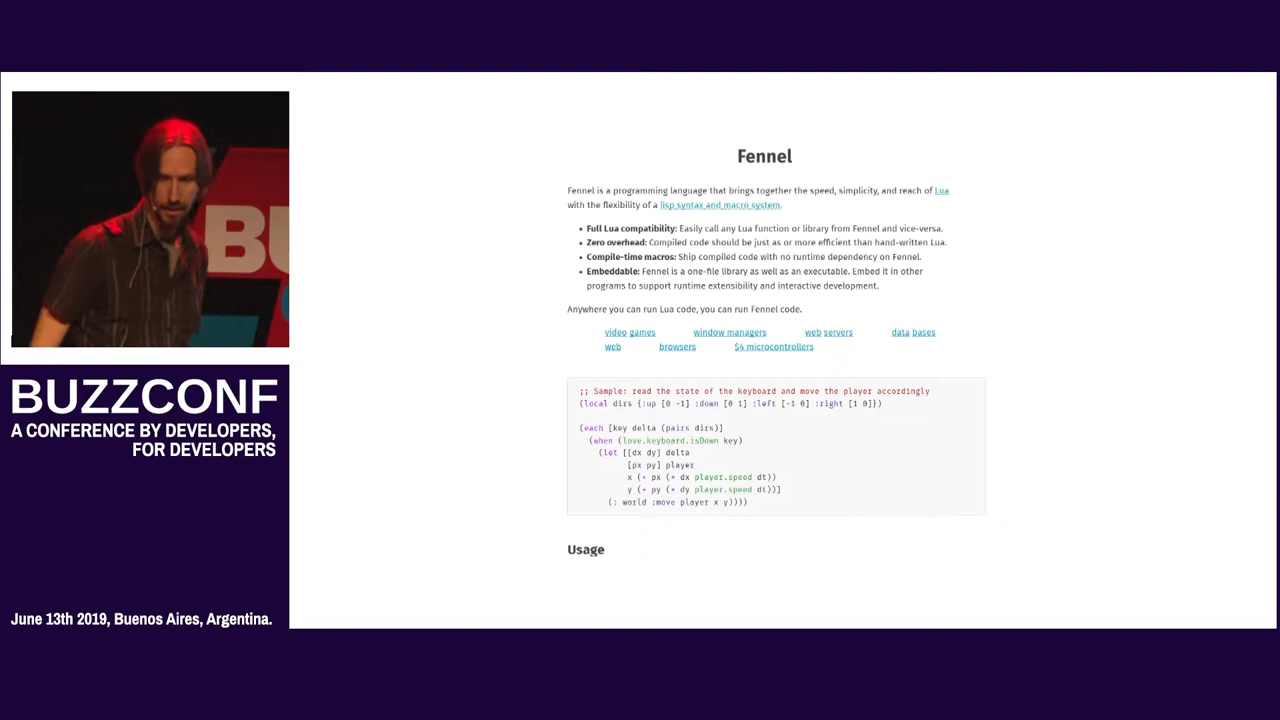 BU
BUZZCONF
A CONFERENCE BY DEVELOPERS,
FOR DEVELOPERS
June 13th 2019, Buenos Aires, Argentina.
Fennel
Fennel is a programming language that brings together the speed, simplicity, and reach of Lua
with the flexibility of a lisp syntax and macro system.
• Full Lua compatibility: Easily call any Lua function or library from Fennel and vice-versa.
• Zero overhead: Compiled code should be just as or more efficient than hand-written Lua.
• Compile-time macros: Ship compiled code with no runtime dependency on Fennel.
• Embeddable: Fennel is a one-file library as well as an executable. Embed it in other
programs to support runtime extensibility and interactive development.
Anywhere you can run Lua code, you can run Fennel code.
video games window managers web servers data bases
web browsers $4 microcontrollers
;; Sample: read the state of the keyboard and move the player accordingly
(local dirs {:up [0 -1] :down [0 1] :left [-1 0] :right [1 0]})
(each [key delta (pairs dirs)]
(when (love.keyboard.isDown key)
(let [[dx dy] delta
[px py] player
x (+ px (* dx player.speed dt))
y (+ py (* dy player.speed dt))]
(: world :move player x y))))
Usage